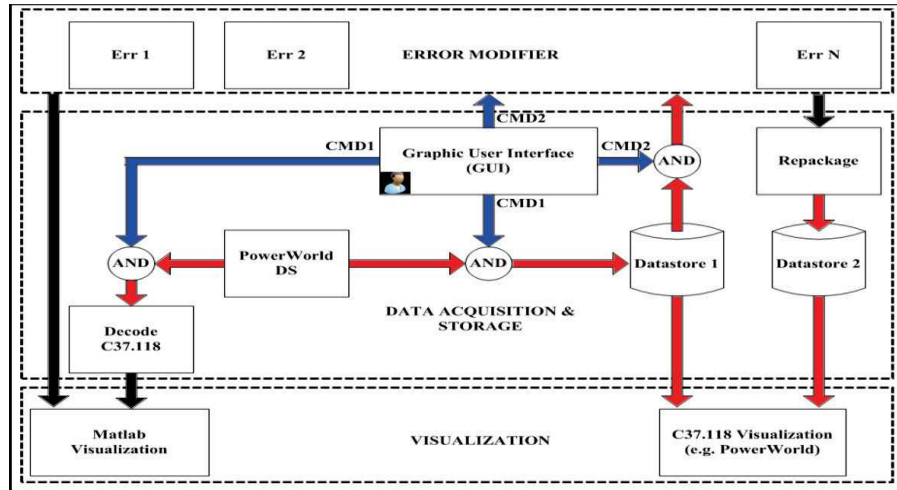 Err 1
Err 2
ERROR MODIFIER
Err N
CMD2
CMD1
Graphic User Interface
(GUI)
CMD2
AND
Repackage
CMD1
AND
PowerWorld
DS
AND
Datastore 1
Datastore 2
DATA ACQUISITION &
STORAGE
Decode
C37.118
Matlab
Visualization
VISUALIZATION
C37.118 Visualization
(e.g. PowerWorld)